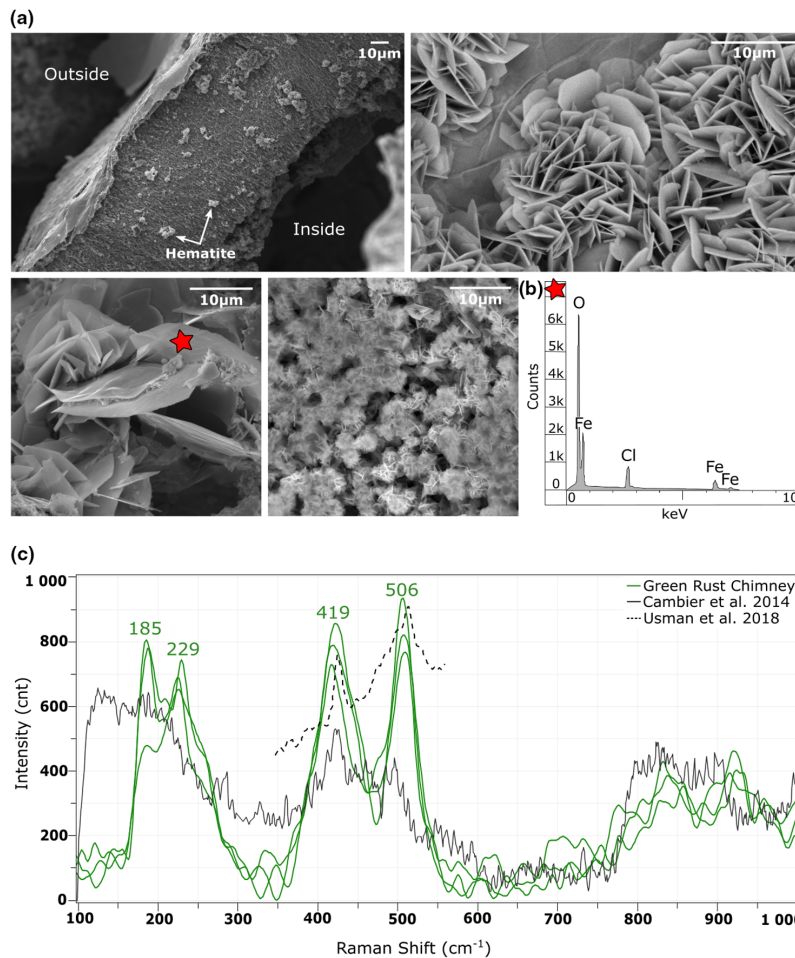 (a)
10µm
Outside
Inside
Hematite
10µm
10µm
10µm
(b)
O
6k
5k
4k
3k
2k
1k
0
Counts
Fe
Cl
Fe
Fe
0
10
keV
(c)
1 000
800
600
400
200
0
Intensity (cnt)
185
229
419
506
Green Rust Chimney
Cambier et al. 2014
Usman et al. 2018
100 200 300 400 500 600 700 800 900 1 000
Raman Shift (cm⁻¹)